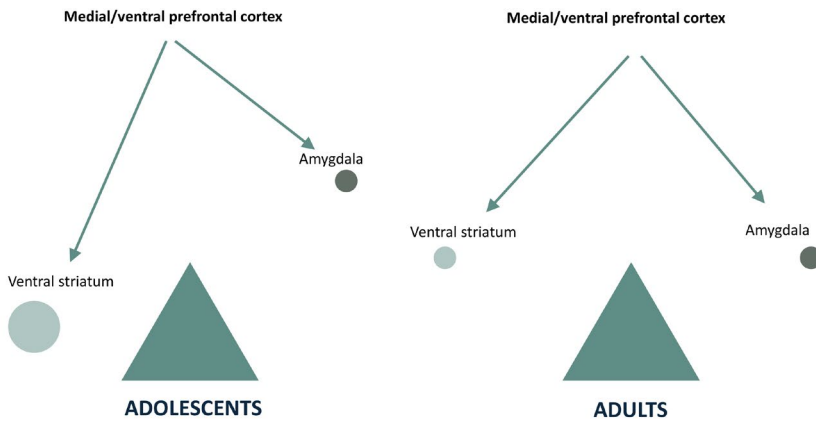 Medial/ventral prefrontal cortex
Amygdala
Ventral striatum
ADOLESCENTS
Medial/ventral prefrontal cortex
Ventral striatum
Amygdala
ADULTS